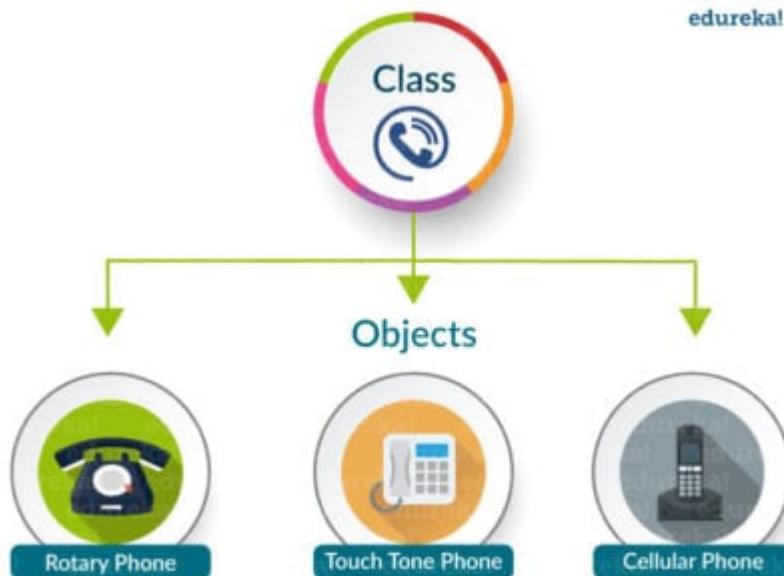 edureka!
Class
Objects
Rotary Phone
Touch Tone Phone
Cellular Phone